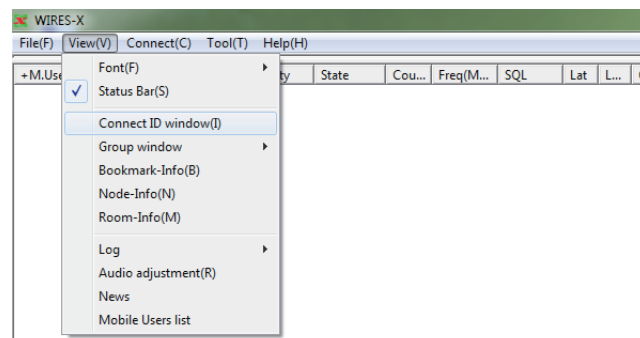 WIRES-X
File(F) View(V) Connect(C) Tool(T) Help(H)
+M.Use ty State Cou... Freq(M... SQL Lat L...
Font(F)
Status Bar(S)
Connect ID window(I)
Group window
Bookmark-Info(B)
Node-Info(N)
Room-Info(M)
Log
Audio adjustment(R)
News
Mobile Users list